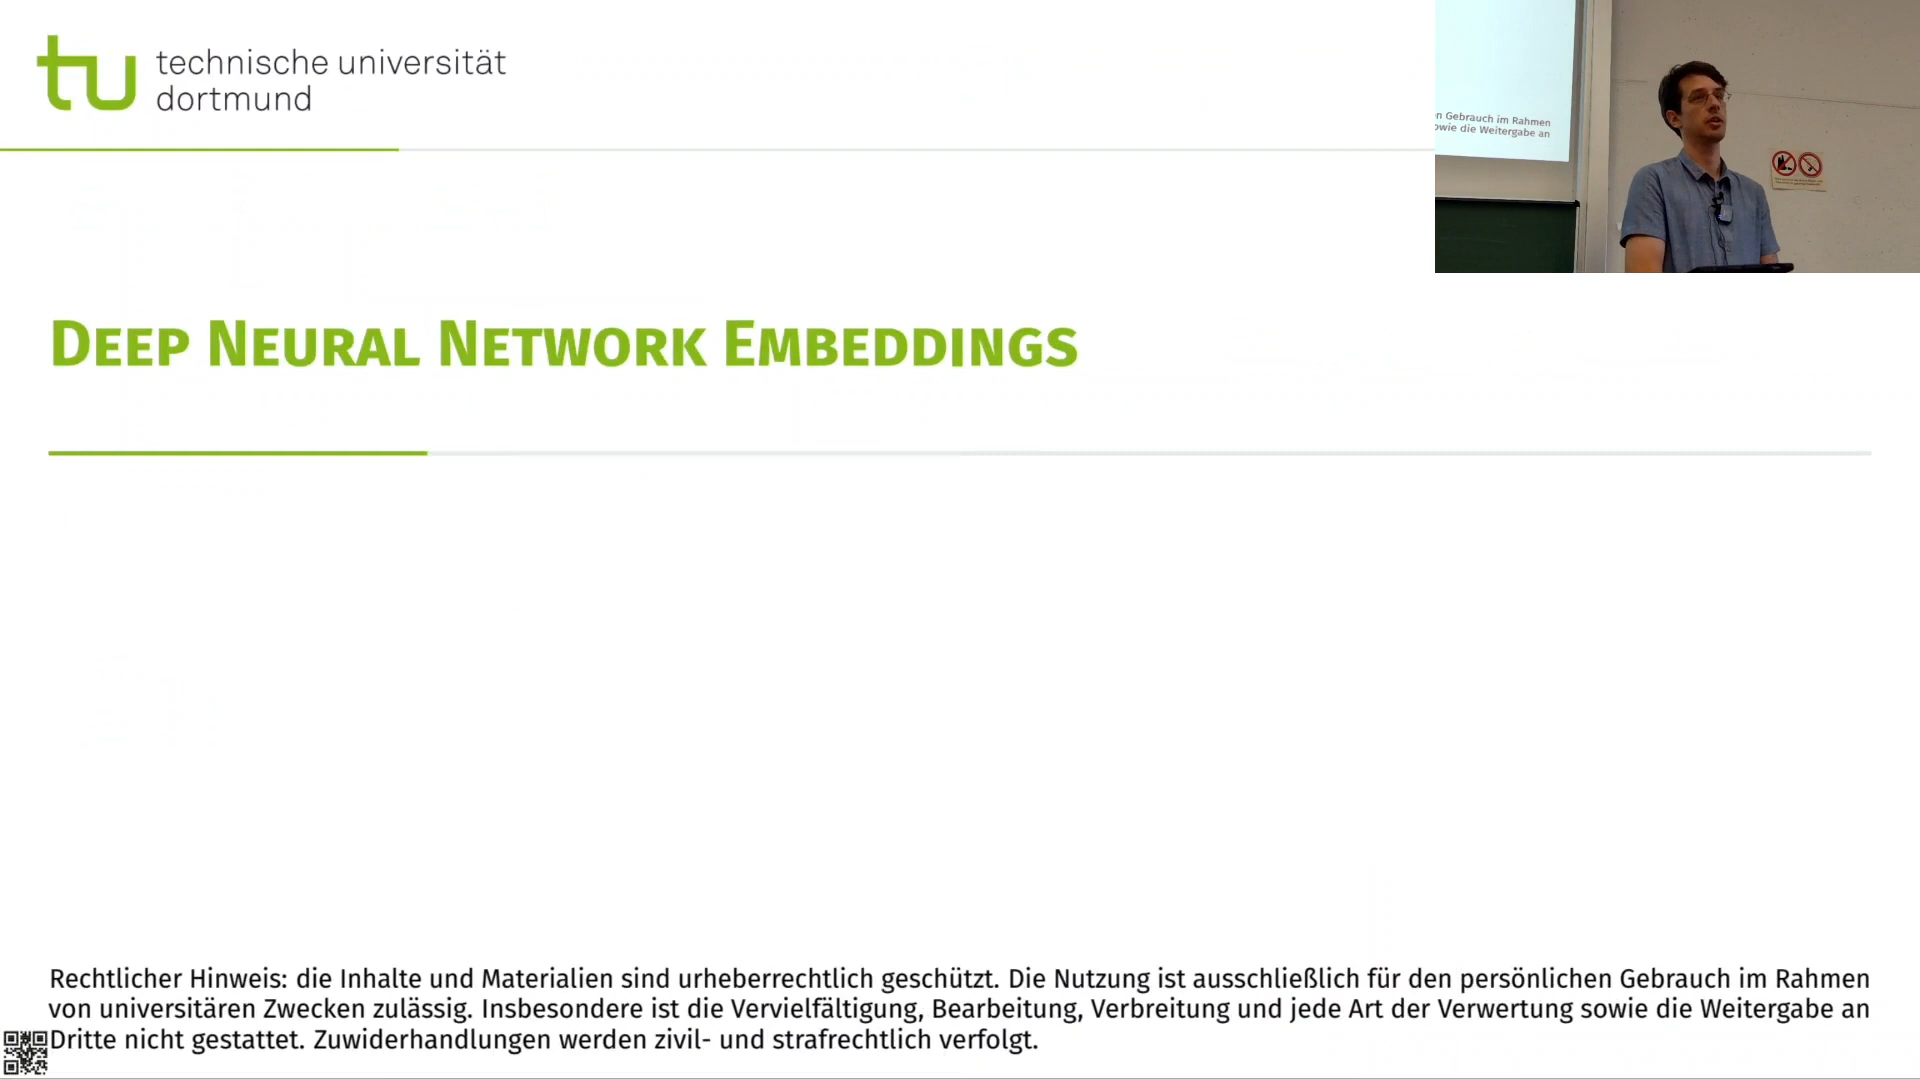 technische universität
dortmund
n Gebrauch im Rahmen
owie die Weitergabe an
Deep Neural Network Embeddings
Rechtlicher Hinweis: die Inhalte und Materialien sind urheberrechtlich geschützt. Die Nutzung ist ausschließlich für den persönlichen Gebrauch im Rahmen
von universitären Zwecken zulässig. Insbesondere ist die Vervielfältigung, Bearbeitung, Verbreitung und jede Art der Verwertung sowie die Weitergabe an
Dritte nicht gestattet. Zuwiderhandlungen werden zivil- und strafrechtlich verfolgt.